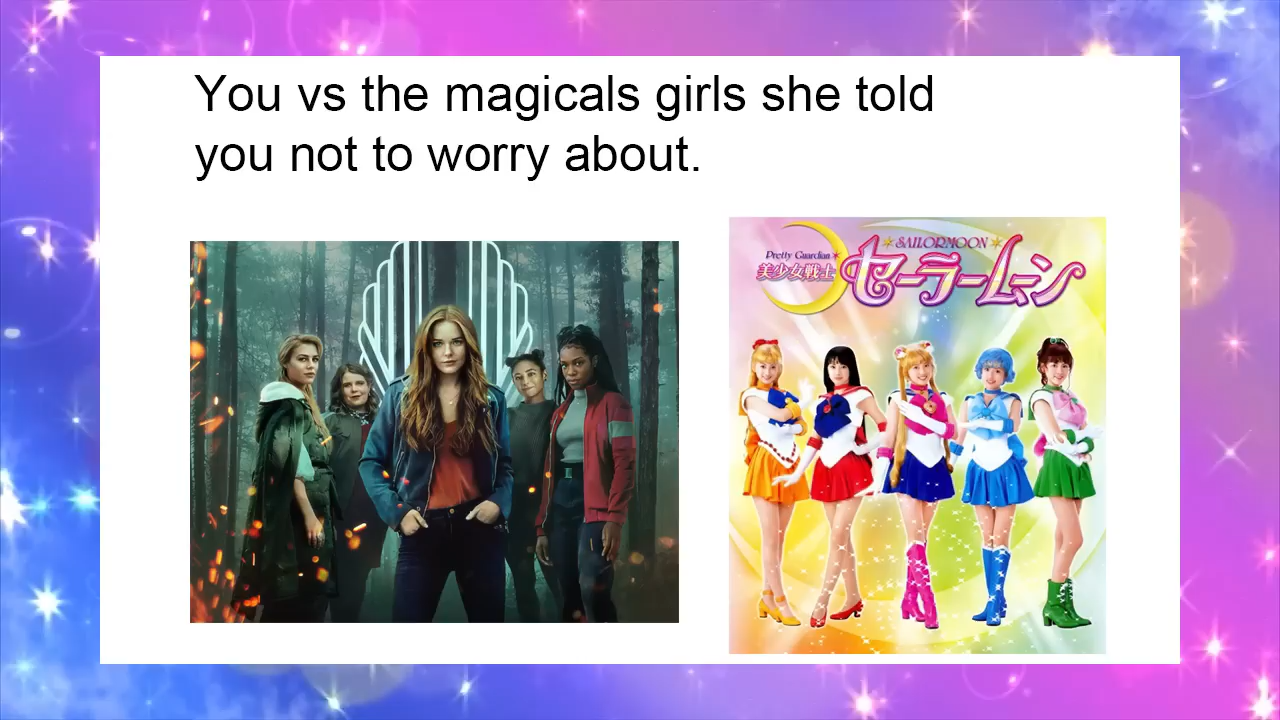 You vs the magicals girls she told
you not to worry about.
SAILORMOON
Pretty Guardian
美少女戦士
セーラームーン